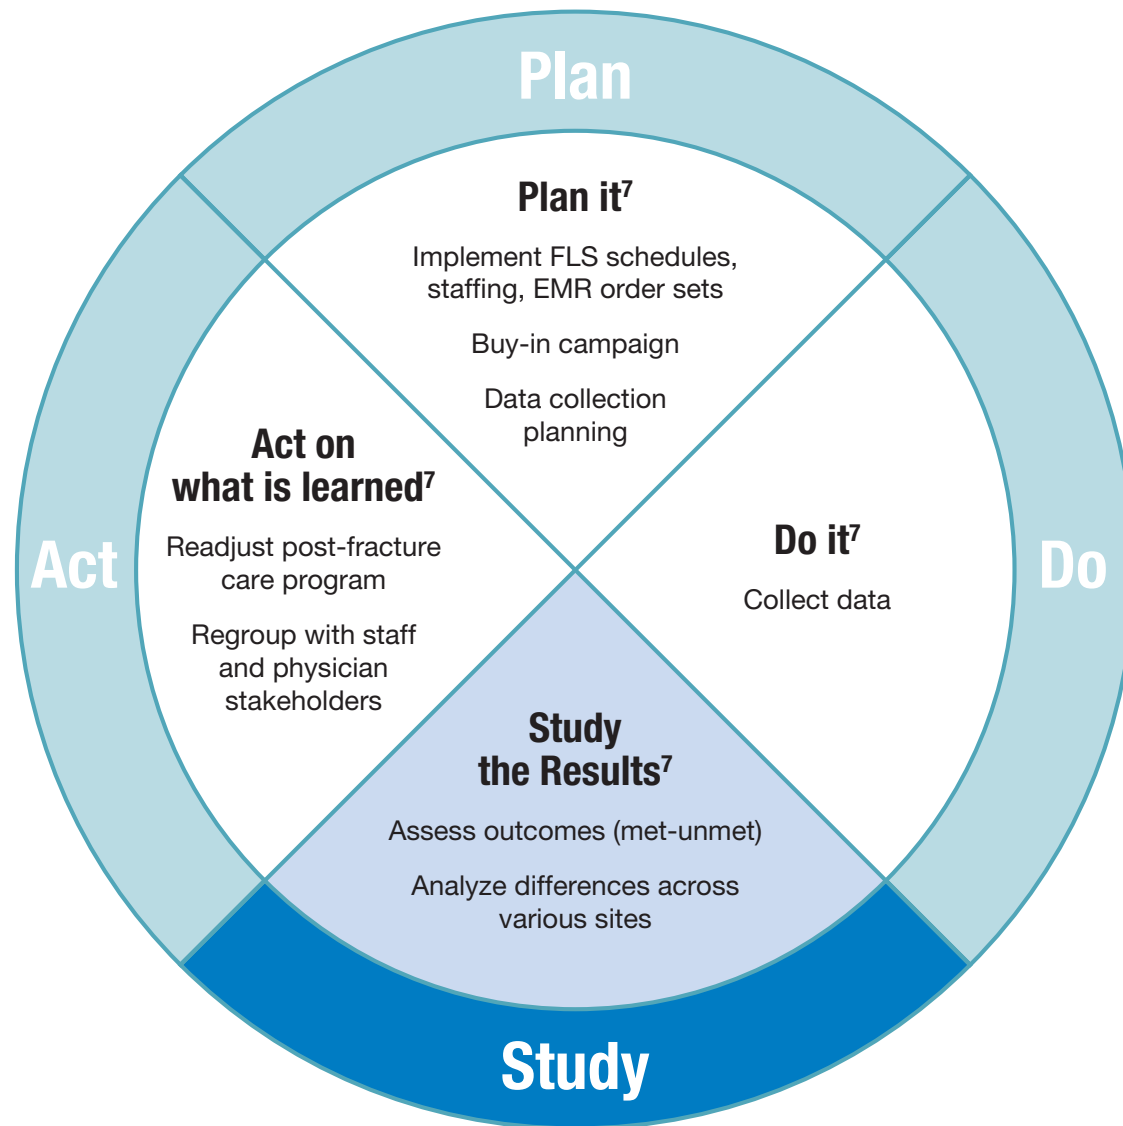 Plan
Plan it7
Implement FLS schedules,
staffing, EMR order sets
Buy-in campaign
Data collection
planning
Do
Do it7
Collect data
Study
the Results7
Assess outcomes (met-unmet)
Analyze differences across
various sites
Study
Act
Act on
what is learned7
Readjust post-fracture
care program
Regroup with staff
and physician
stakeholders